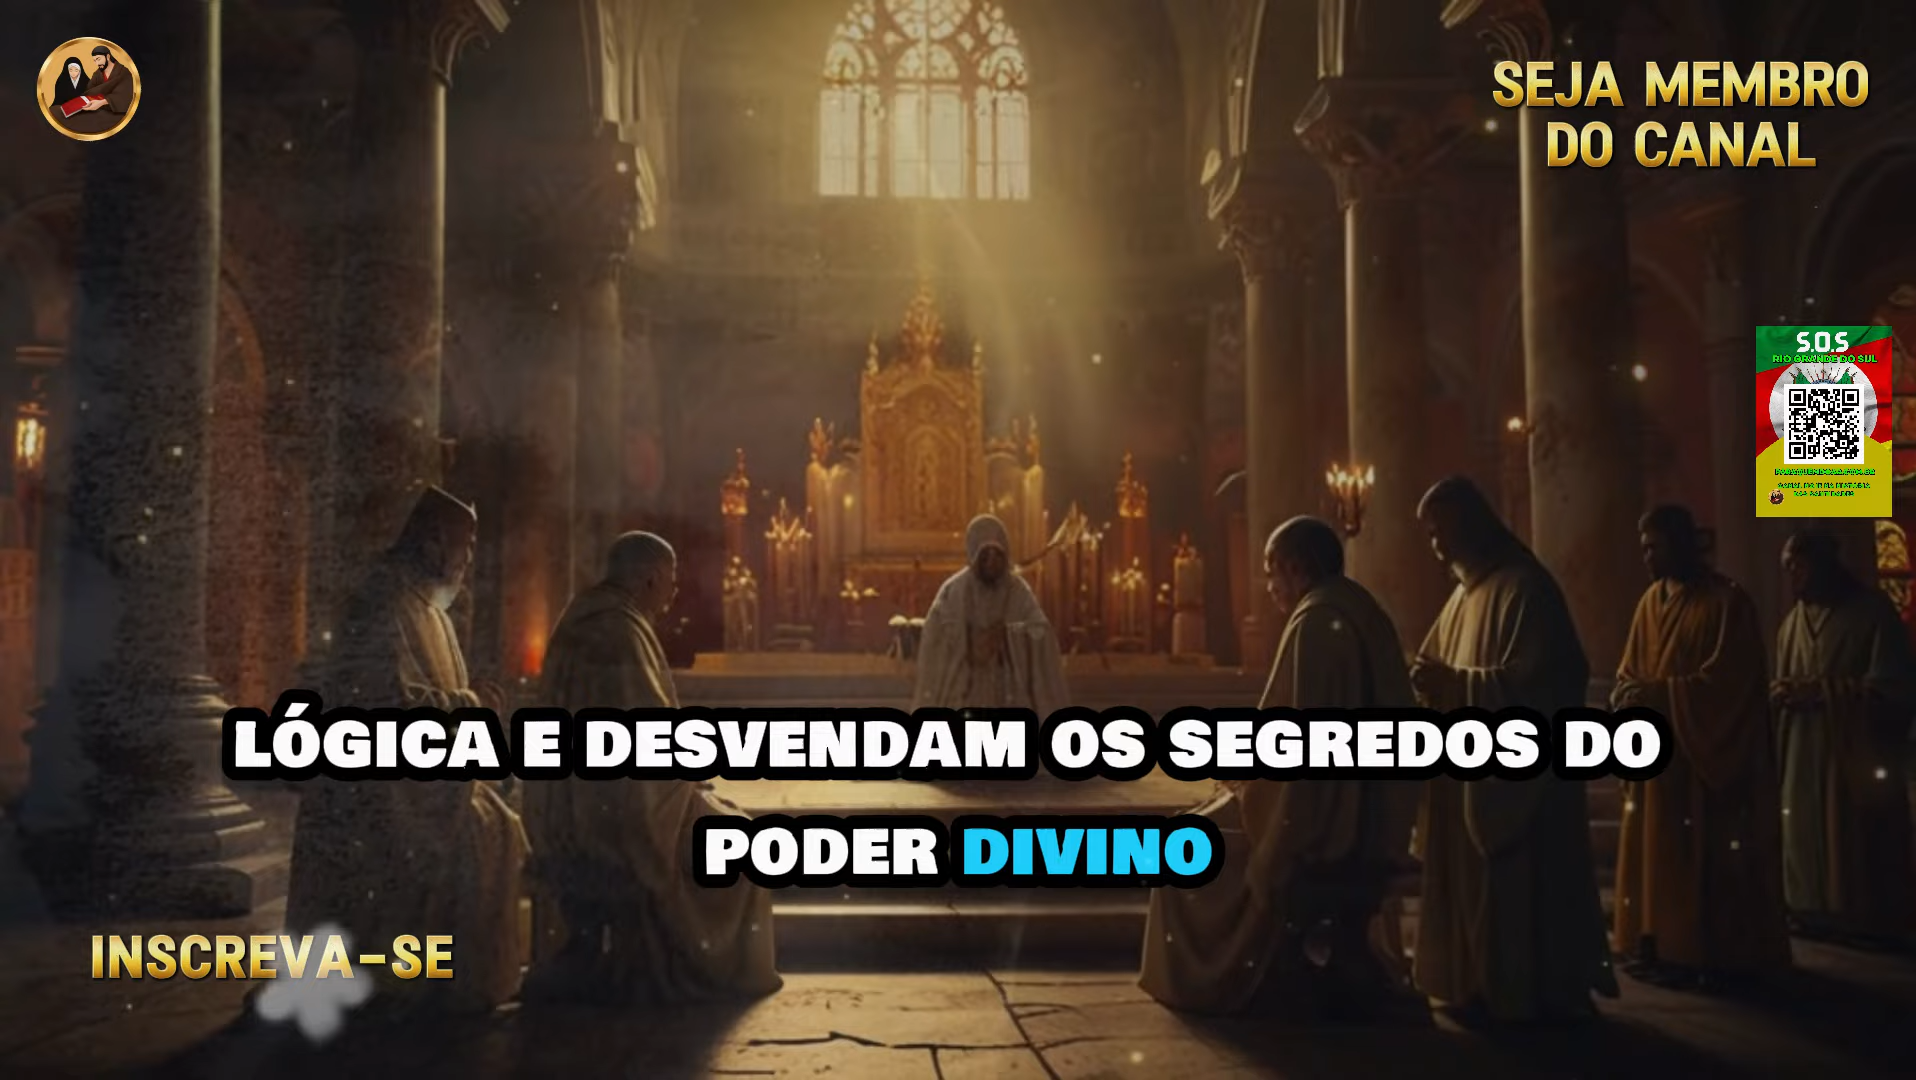 SEJA MEMBRO
DO CANAL
S.O.S
RIO GRANDE DO SUL
LÓGICA E DESVENDAM OS SEGREDOS DO
PODER DIVINO
INSCREVA-SE